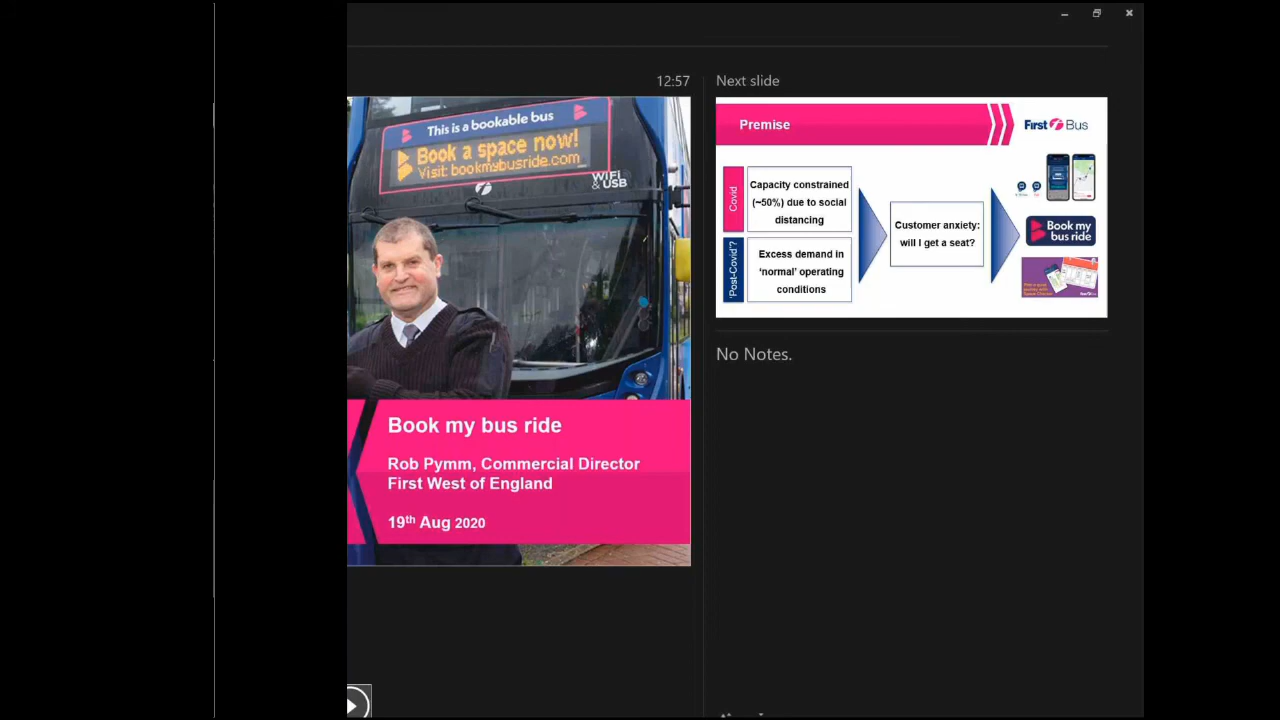 12:57
This is a bookable bus
Book a space now!
Visit: bookmybusride.com
WiFi
& USB
Book my bus ride
Rob Pymm, Commercial Director
First West of England
19th Aug 2020
Next slide
Premise
First Bus
Covid
Capacity constrained
(~50%) due to social
distancing
'Post-Covid'?
Excess demand in
'normal' operating
conditions
Customer anxiety:
will I get a seat?
Book my
bus ride
No Notes.